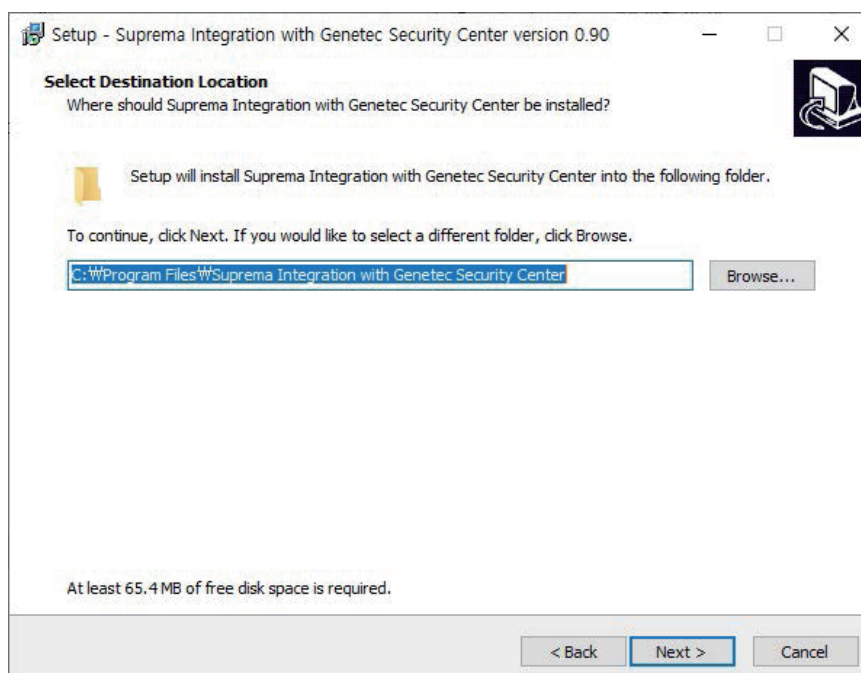 Setup - Suprema Integration with Genetec Security Center version 0.90
Select Destination Location
Where should Suprema Integration with Genetec Security Center be installed?
Setup will install Suprema Integration with Genetec Security Center into the following folder.
To continue, click Next. If you would like to select a different folder, click Browse.
C:₩Program Files₩Suprema Integration with Genetec Security Center
Browse...
At least 65.4 MB of free disk space is required.
< Back
Next >
Cancel